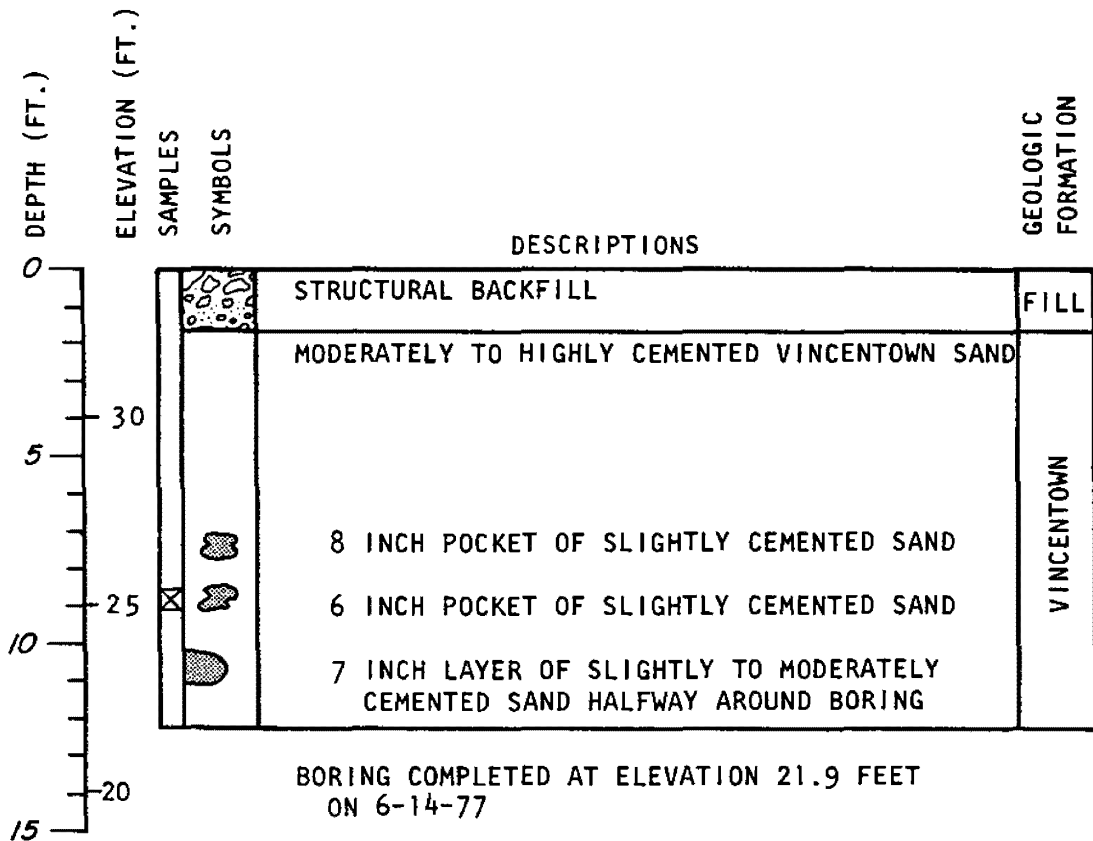 DEPTH (FT.)
ELEVATION (FT.)
SAMPLES
SYMBOLS
DESCRIPTIONS
GEOLOGIC
FORMATION
0
STRUCTURAL BACKFILL
FILL
MODERATELY TO HIGHLY CEMENTED VINCENTOWN SAND
30
5
VINCENTOWN
8 INCH POCKET OF SLIGHTLY CEMENTED SAND
25
6 INCH POCKET OF SLIGHTLY CEMENTED SAND
10
7 INCH LAYER OF SLIGHTLY TO MODERATELY
CEMENTED SAND HALFWAY AROUND BORING
20
BORING COMPLETED AT ELEVATION 21.9 FEET
ON 6-14-77
15